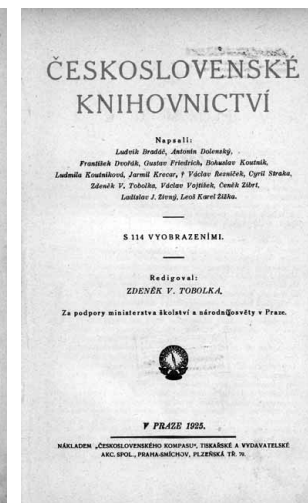 ČESKOSLOVENSKÉ
KNIHOVNICTVÍ
Napsali:
Ludvík Bradáč, Antonín Dolenský,
František Dvořák, Gustav Friedrich, Bohuslav Koutník,
Ludmila Koutníková, Jarmil Krecar, † Václav Řezníček, Cyril Straka,
Zdeněk V. Tobolka, Václav Vojtíšek, Čeněk Zíbrt,
Ladislav J. Živný, Leoš Karel Žižka.
S 114 VYOBRAZENÍMI.
Redigoval:
ZDENĚK V. TOBOLKA.
Za podpory ministerstva školství a národní osvěty v Praze.
V PRAZE 1925.
NÁKLADEM „ČESKOSLOVENSKÉHO KOMPASU“, TISKAŘSKÉ A VYDAVATELSKÉ
AKC. SPOL., PRAHA-SMÍCHOV, PLZEŇSKÁ TŘ. 70.